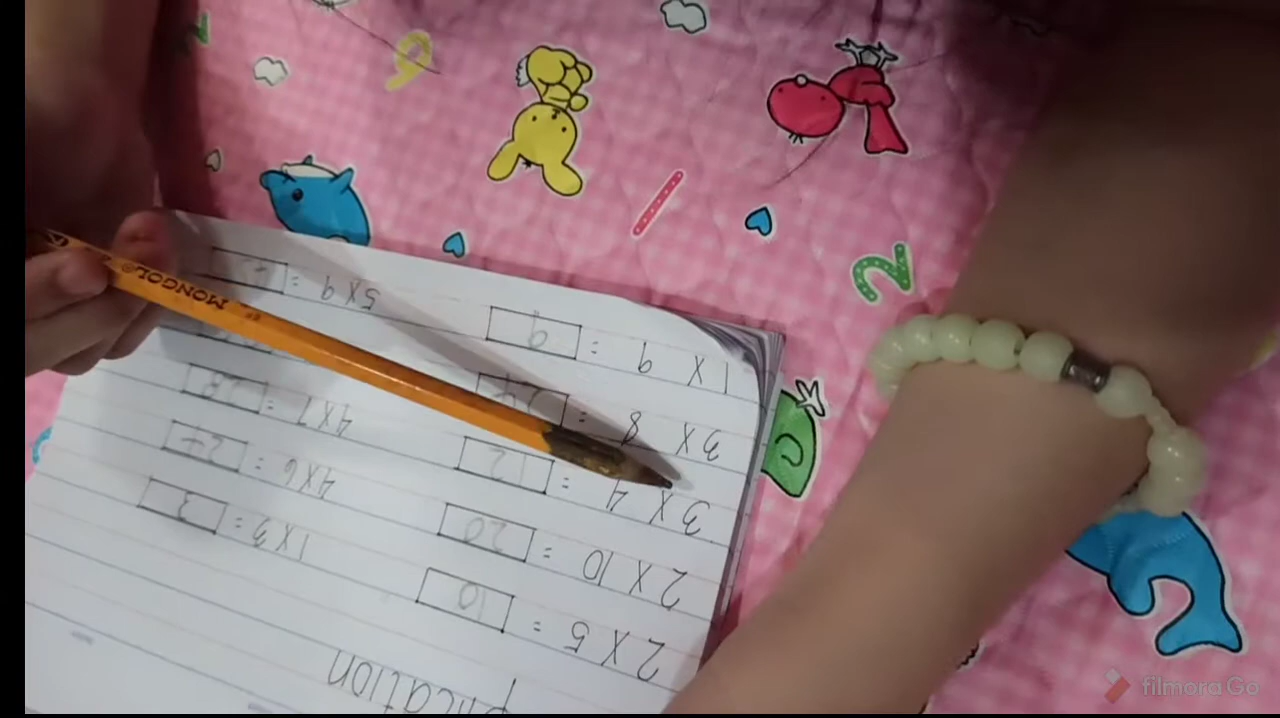 plication
2 X 5 = 10 1 X 3 = 3
2 X 10 = 20 4 X 6 = 24
3 X 4 = 12 4 X 7 = 28
3 X 8 = 24
1 X 9 = 9 5 X 9 =
MONGOL
filmora Go